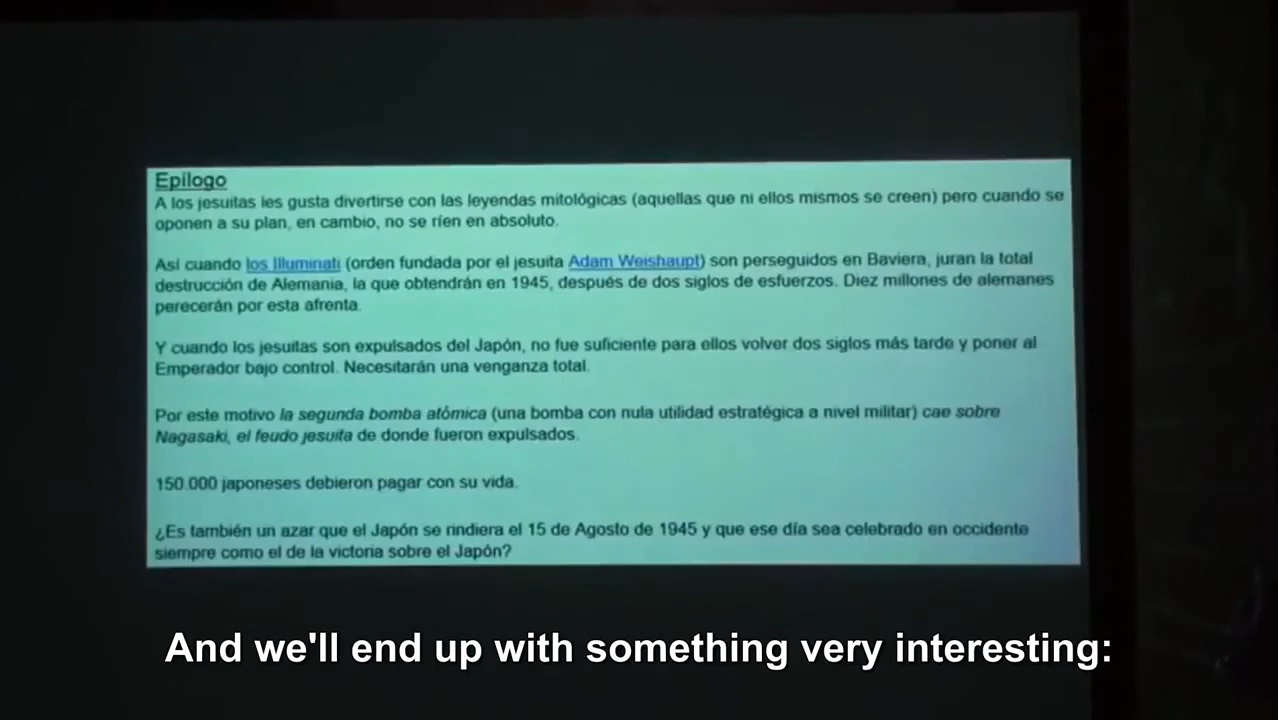 Epílogo
A los jesuitas les gusta divertirse con las leyendas mitológicas (aquellas que ni ellos mismos se creen) pero cuando se
oponen a su plan, en cambio, no se ríen en absoluto.
Así cuando los Illuminati (orden fundada por el jesuita Adam Weishaupt) son perseguidos en Baviera, juran la total
destrucción de Alemania, la que obtendrán en 1945, después de dos siglos de esfuerzos. Diez millones de alemanes
perecerán por esta afrenta.
Y cuando los jesuitas son expulsados del Japón, no fue suficiente para ellos volver dos siglos más tarde y poner al
Emperador bajo control. Necesitarán una venganza total.
Por este motivo la segunda bomba atómica (una bomba con nula utilidad estratégica a nivel militar) cae sobre
Nagasaki, el feudo jesuita de donde fueron expulsados.
150.000 japoneses debieron pagar con su vida.
¿Es también un azar que el Japón se rindiera el 15 de Agosto de 1945 y que ese día sea celebrado en occidente
siempre como el de la victoria sobre el Japón?
And we'll end up with something very interesting: